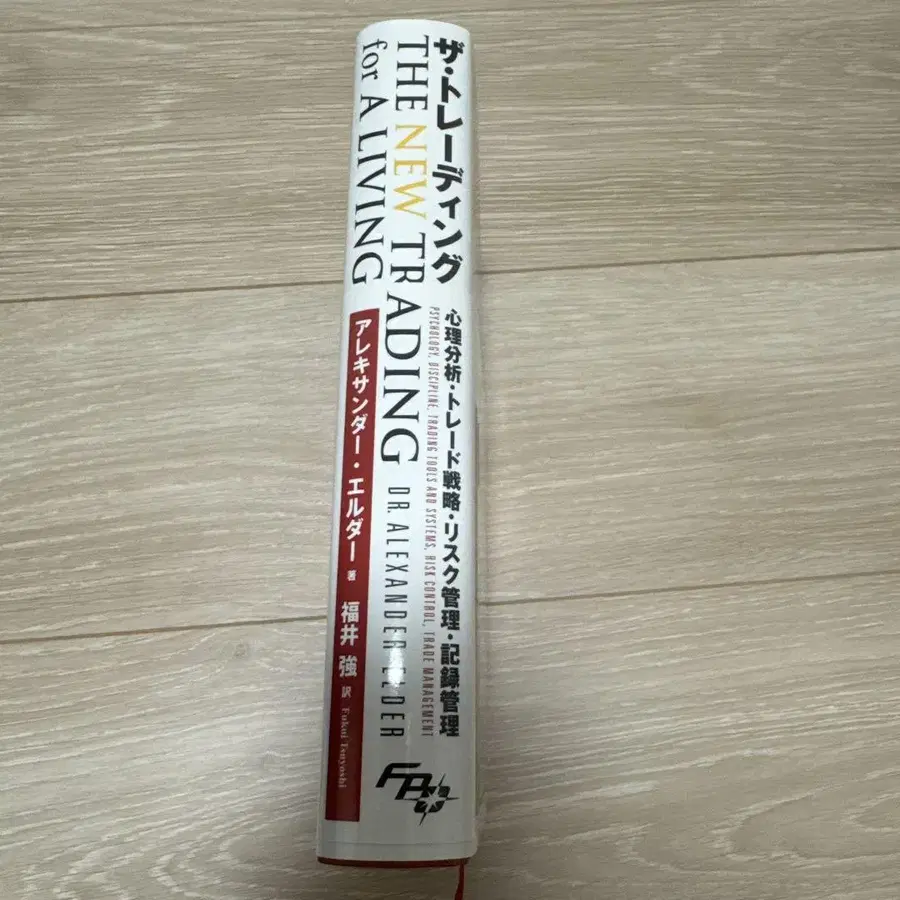 ザ・トレーディング
心理分析・トレード戦略・リスク管理・記録管理
PSYCHOLOGY, DISCIPLINE, TRADING TOOLS AND SYSTEMS, RISK CONTROL, TRADE MANAGEMENT
THE NEW TRADING
for A LIVING
DR. ALEXANDER ELDER
アレキサンダー・エルダー 著
福井 強 訳 Fukui Tsuyoshi
FPO